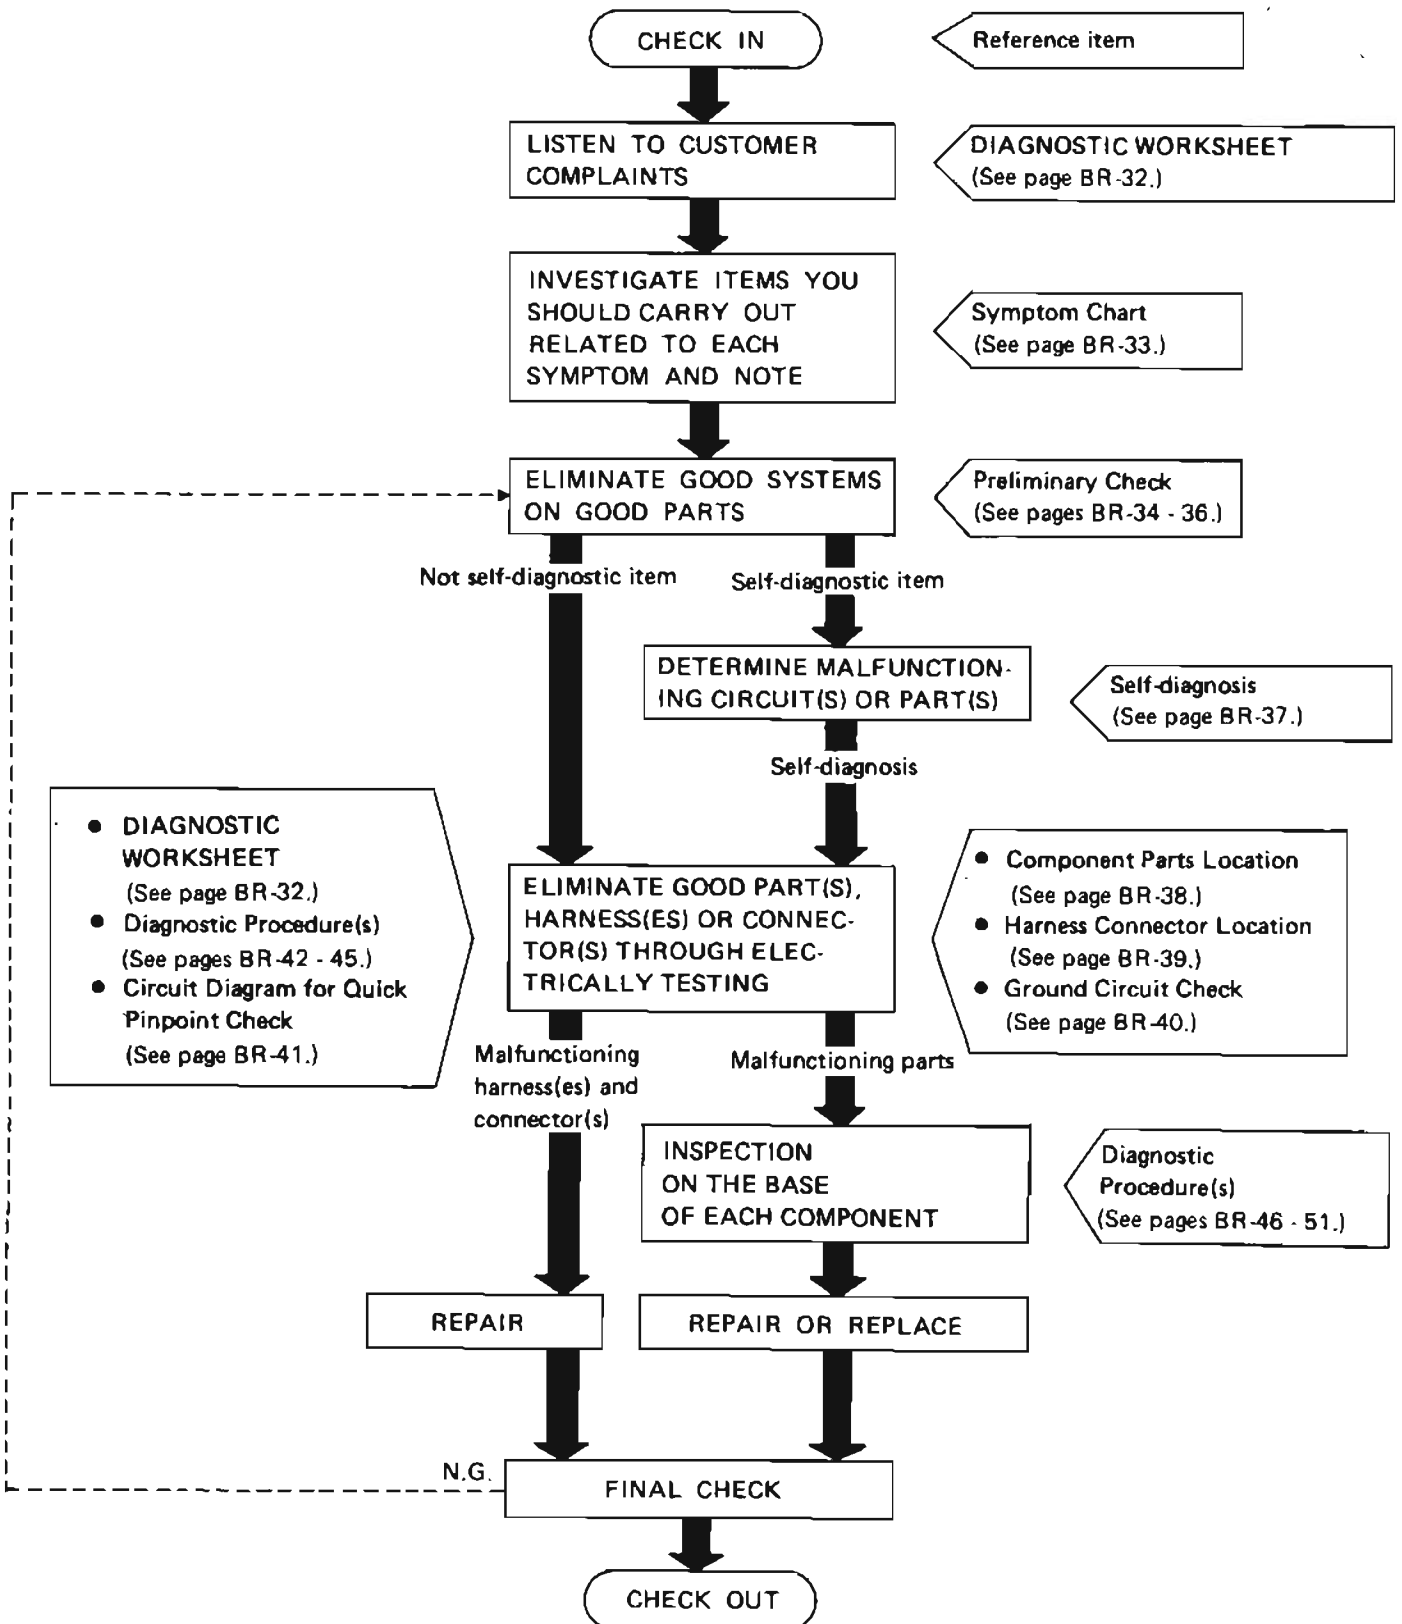 CHECK IN
Reference item
LISTEN TO CUSTOMER
COMPLAINTS
DIAGNOSTIC WORKSHEET
(See page BR-32.)
INVESTIGATE ITEMS YOU
SHOULD CARRY OUT
RELATED TO EACH
SYMPTOM AND NOTE
Symptom Chart
(See page BR-33.)
ELIMINATE GOOD SYSTEMS
ON GOOD PARTS
Preliminary Check
(See pages BR-34 - 36.)
Not self-diagnostic item
Self-diagnostic item
DETERMINE MALFUNCTION-
ING CIRCUIT(S) OR PART(S)
Self-diagnosis
(See page BR-37.)
Self-diagnosis
● DIAGNOSTIC
WORKSHEET
(See page BR-32.)
● Diagnostic Procedure(s)
(See pages BR-42 - 45.)
● Circuit Diagram for Quick
Pinpoint Check
(See page BR-41.)
ELIMINATE GOOD PART(S),
HARNESS(ES) OR CONNEC-
TOR(S) THROUGH ELEC-
TRICALLY TESTING
● Component Parts Location
(See page BR-38.)
● Harness Connector Location
(See page BR-39.)
● Ground Circuit Check
(See page BR-40.)
Malfunctioning
harness(es) and
connector(s)
Malfunctioning parts
INSPECTION
ON THE BASE
OF EACH COMPONENT
Diagnostic
Procedure(s)
(See pages BR-46 - 51.)
REPAIR
REPAIR OR REPLACE
N.G.
FINAL CHECK
CHECK OUT